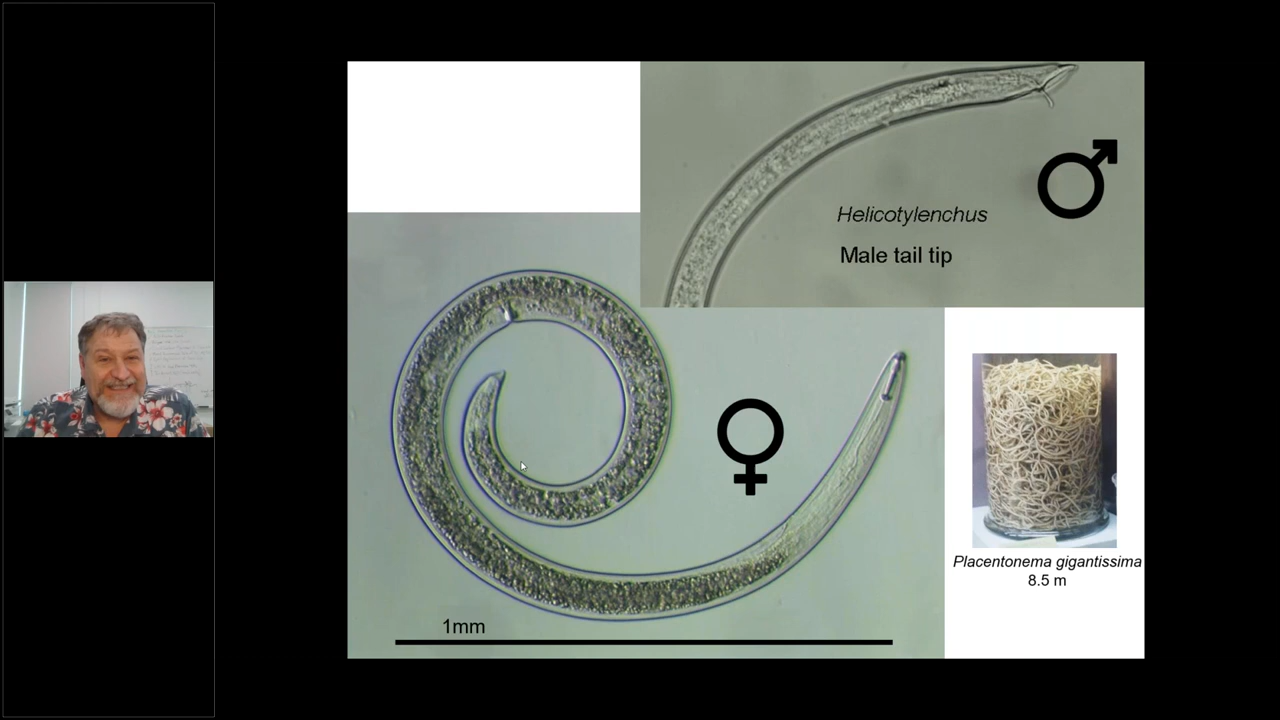 Helicotylenchus
Male tail tip
Placentonema gigantissima
8.5 m
1mm